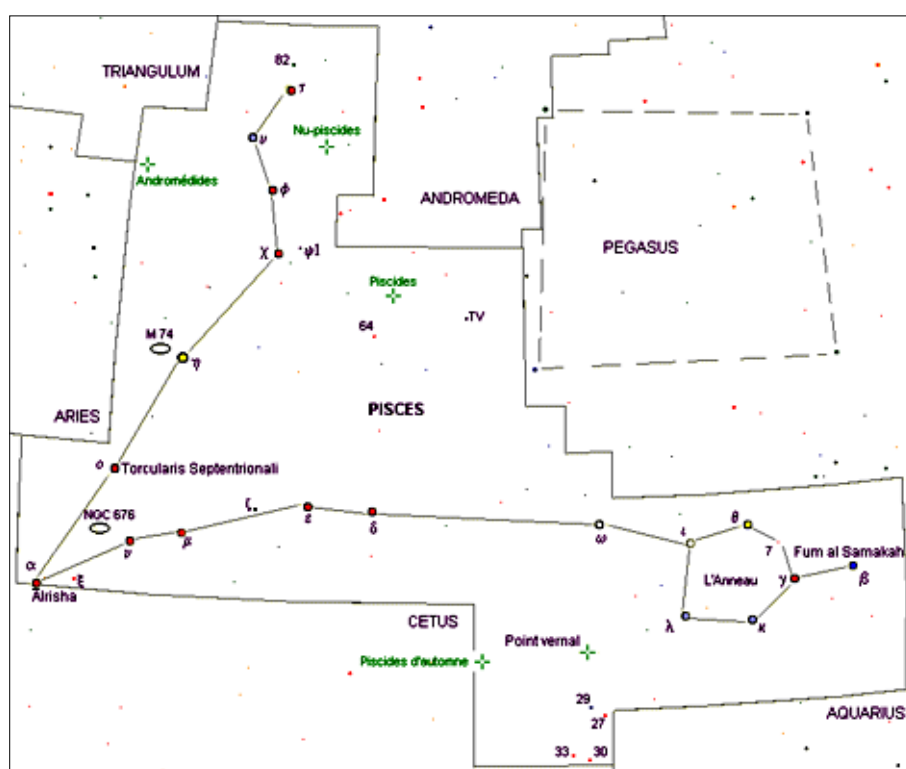 82
TRIANGULUM
τ
Nu-piscides
υ
Andromédides
φ
ANDROMEDA
PEGASUS
χ
ψ1
Piscides
TV
64
M 74
η
PISCES
ARIES
ο
Torcularis Septentrionali
ζ
NGC 676
ε
δ
ω
ι
θ
7
Fum al Samakah
ν
μ
α
ξ
L'Anneau
γ
β
Alrisha
λ
κ
CETUS
Point vernal
Piscides d'automne
29
27
AQUARIUS
33
30